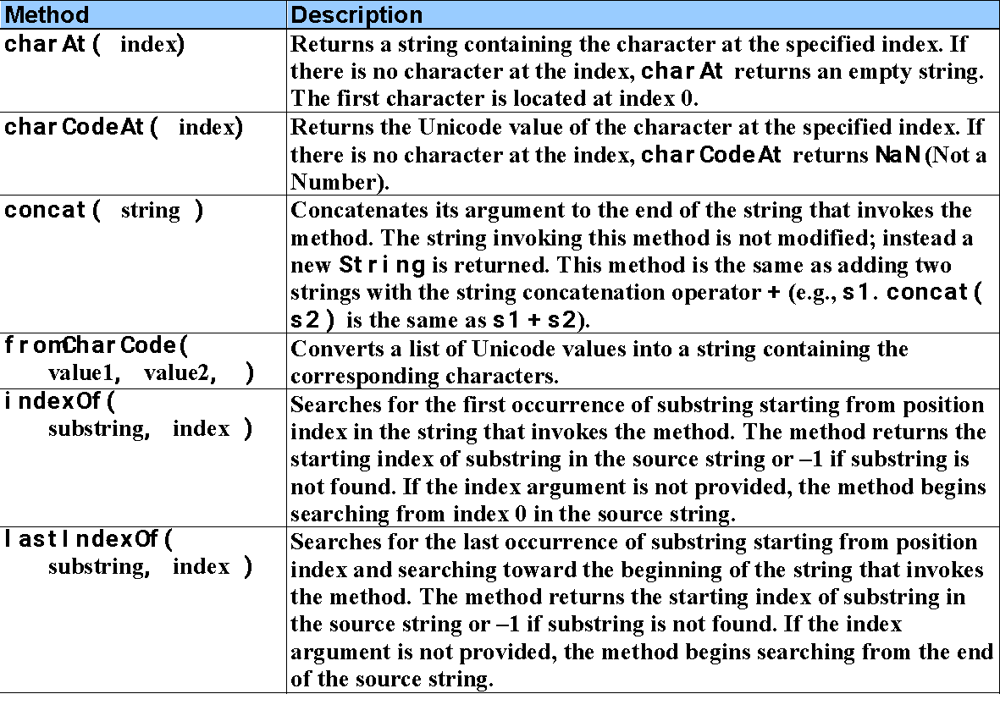 Method Description
charAt( index) Returns a string containing the character at the specified index. If
there is no character at the index, charAt returns an empty string.
The first character is located at index 0.
charCodeAt( index) Returns the Unicode value of the character at the specified index. If
there is no character at the index, charCodeAt returns NaN (Not a
Number).
concat( string ) Concatenates its argument to the end of the string that invokes the
method. The string invoking this method is not modified; instead a
new String is returned. This method is the same as adding two
strings with the string concatenation operator + (e.g., s1.concat(
s2) is the same as s1+s2).
fromCharCode( Converts a list of Unicode values into a string containing the
value1, value2, ) corresponding characters.
indexOf( Searches for the first occurrence of substring starting from position
substring, index ) index in the string that invokes the method. The method returns the
starting index of substring in the source string or –1 if substring is
not found. If the index argument is not provided, the method begins
searching from index 0 in the source string.
lastIndexOf( Searches for the last occurrence of substring starting from position
substring, index ) index and searching toward the beginning of the string that invokes
the method. The method returns the starting index of substring in
the source string or –1 if substring is not found. If the index
argument is not provided, the method begins searching from the end
of the source string.